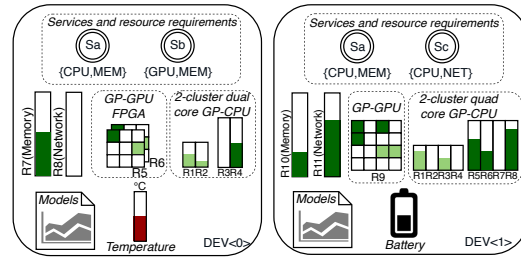 Services and resource requirements
Sa
Sb
{CPU,MEM}
{GPU,MEM}
R7(Memory)
R8(Network)
GP-GPU
FPGA
R6
R5
2-cluster dual
core GP-CPU
R1R2
R3R4
Models
°C
Temperature
DEV<0>
Services and resource requirements
Sa
Sc
{CPU,MEM}
{CPU,NET}
R10(Memory)
R11(Network)
GP-GPU
R9
2-cluster quad
core GP-CPU
R1R2R3R4
R5R6R7R8
Models
Battery
DEV<1>